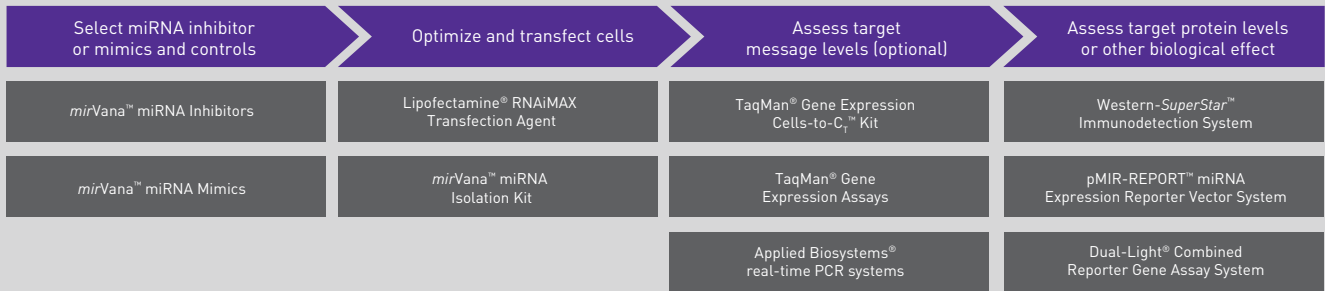 Select miRNA inhibitor
or mimics and controls
Optimize and transfect cells
Assess target
message levels (optional)
Assess target protein levels
or other biological effect
mirVana™ miRNA Inhibitors
Lipofectamine® RNAiMAX
Transfection Agent
TaqMan® Gene Expression
Cells-to-CT™ Kit
Western-SuperStar™
Immunodetection System
mirVana™ miRNA Mimics
mirVana™ miRNA
Isolation Kit
TaqMan® Gene
Expression Assays
pMIR-REPORT™ miRNA
Expression Reporter Vector System
Applied Biosystems®
real-time PCR systems
Dual-Light® Combined
Reporter Gene Assay System